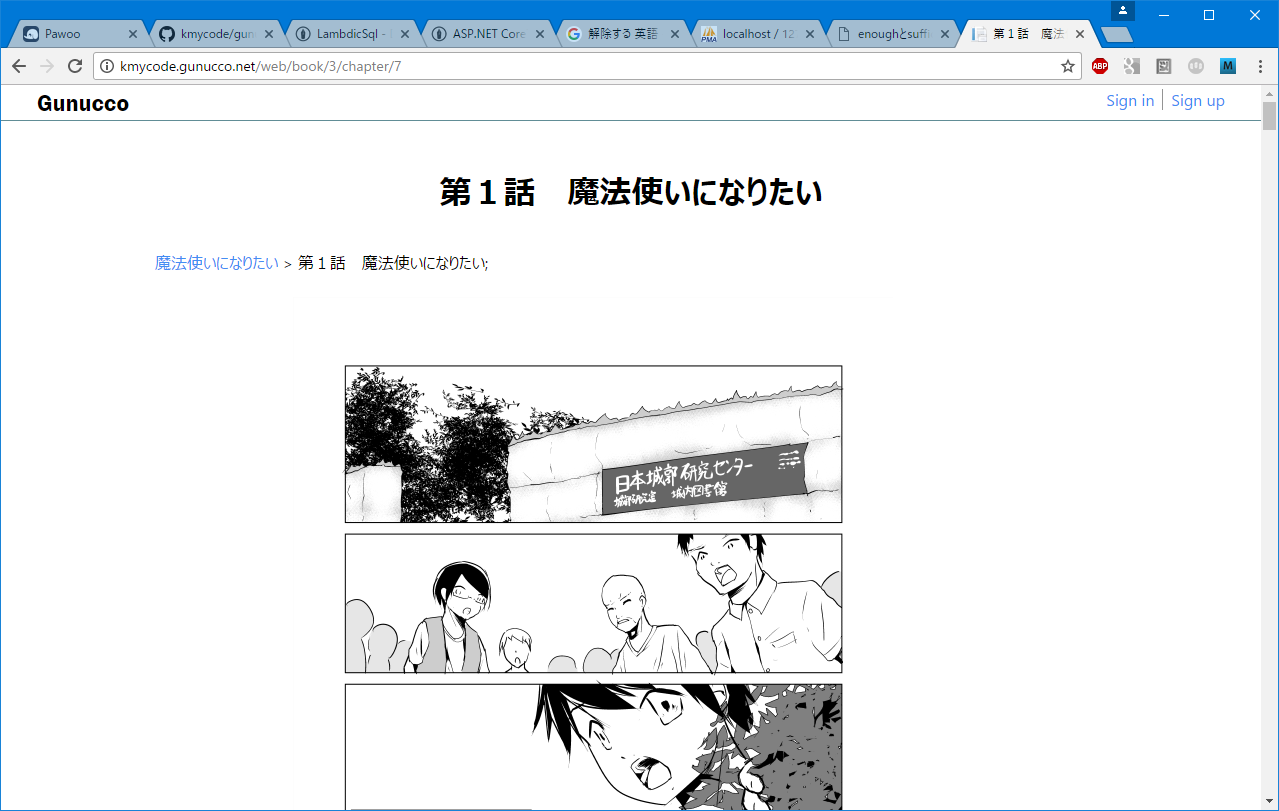 Pawoo
kmycode/gun
LambdicSql -
ASP.NET Core
解除する 英語
localhost / 12
enoughとsuffi
第１話　魔法
kmycode.gunucco.net/web/book/3/chapter/7
ABP
M
Gunucco
Sign in
Sign up
第１話　魔法使いになりたい
魔法使いになりたい > 第１話　魔法使いになりたい;
日本城郭研究センター
城郭研究室　城内図書館